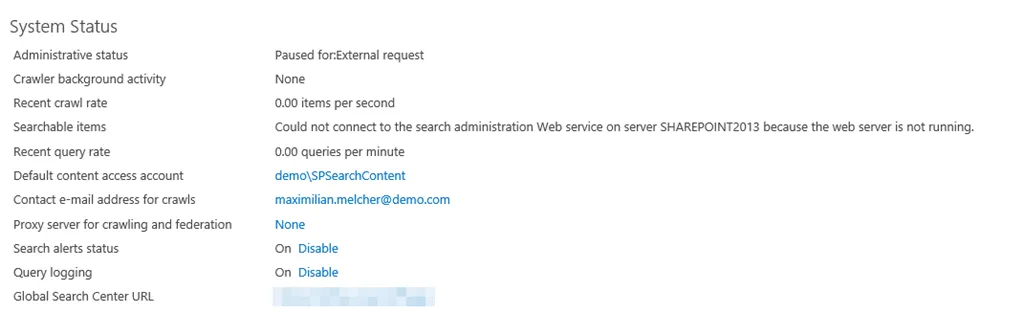 System Status
Administrative status Paused for:External request
Crawler background activity None
Recent crawl rate 0.00 items per second
Searchable items Could not connect to the search administration Web service on server SHAREPOINT2013 because the web server is not running.
Recent query rate 0.00 queries per minute
Default content access account demo\SPSearchContent
Contact e-mail address for crawls maximilian.melcher@demo.com
Proxy server for crawling and federation None
Search alerts status On Disable
Query logging On Disable
Global Search Center URL